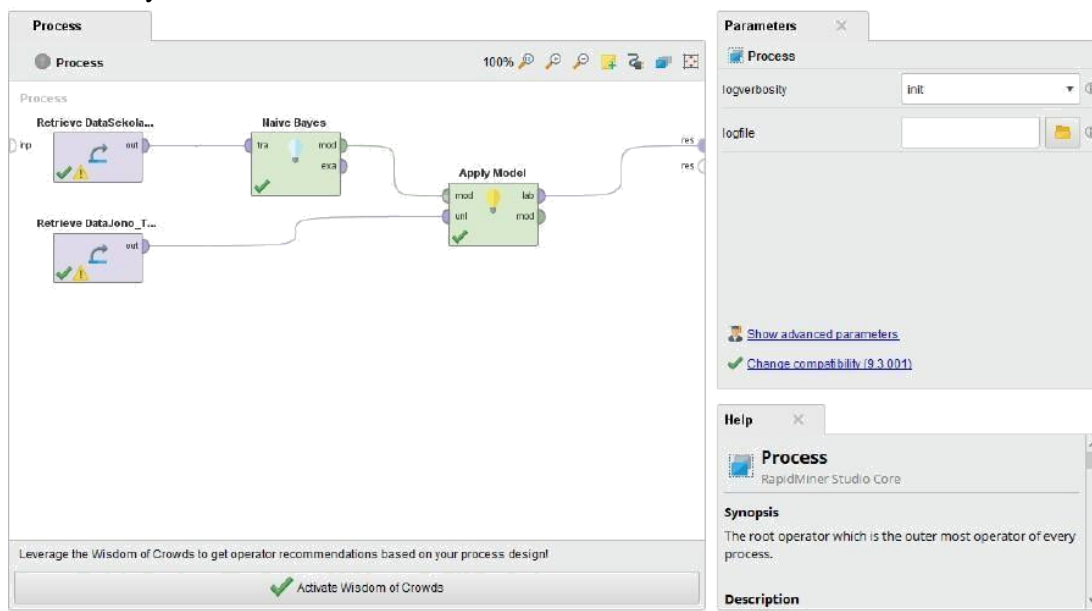 Process
Process
100%
Process
inp
Retrieve DataSekola...
out
Naive Bayes
tra
mod
exa
Apply Model
mod
lab
unl
mod
res
res
Retrieve DataJono_T...
out
Leverage the Wisdom of Crowds to get operator recommendations based on your process design!
Activate Wisdom of Crowds
Parameters
Process
logverbosity
init
logfile
Show advanced parameters
Change compatibility (9.3.001)
Help
Process
RapidMiner Studio Core
Synopsis
The root operator which is the outer most operator of every
process.
Description